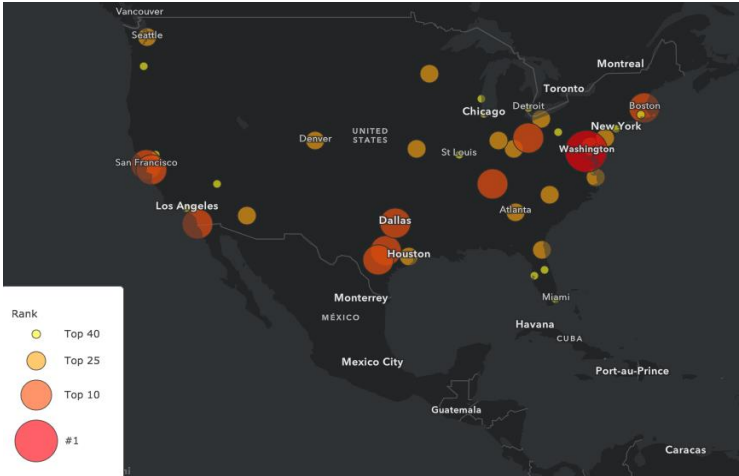 Vancouver
Seattle
Montreal
Toronto
Boston
Detroit
Chicago
New York
Denver
UNITED
STATES
St Louis
Washington
San Francisco
Los Angeles
Atlanta
Dallas
Houston
Monterrey
Miami
MÉXICO
Havana
CUBA
Mexico City
Port-au-Prince
Guatemala
Caracas
Rank
Top 40
Top 25
Top 10
#1